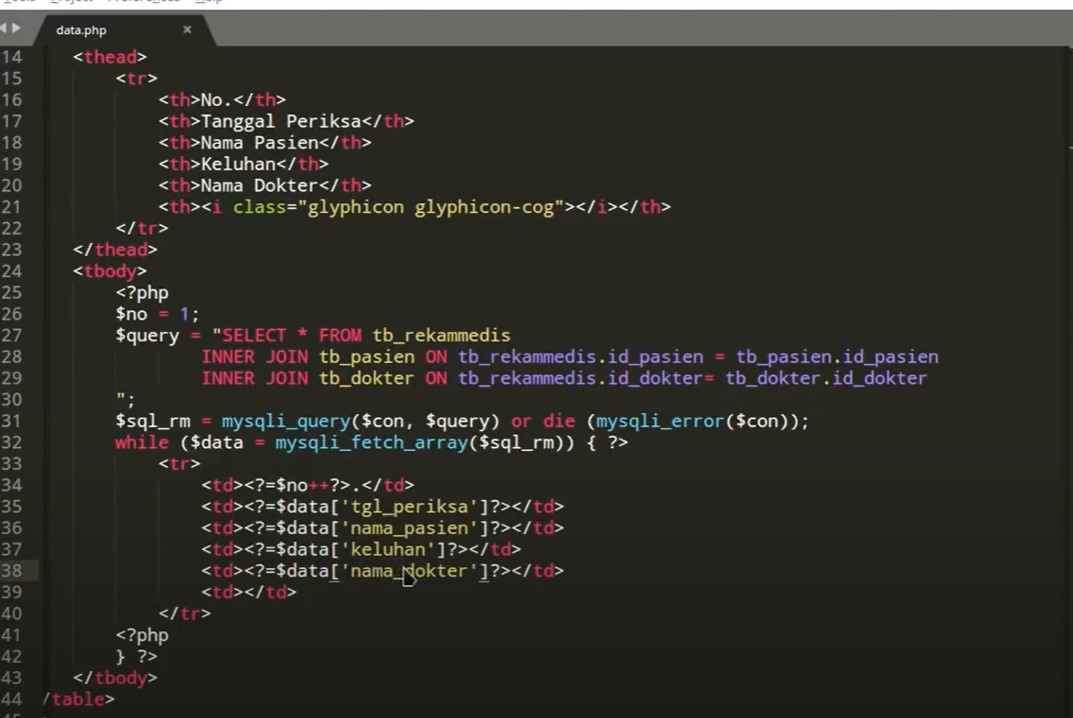 data.php ×
14 <thead>
15 <tr>
16 <th>No.</th>
17 <th>Tanggal Periksa</th>
18 <th>Nama Pasien</th>
19 <th>Keluhan</th>
20 <th>Nama Dokter</th>
21 <th><i class="glyphicon glyphicon-cog"></i></th>
22 </tr>
23 </thead>
24 <tbody>
25 <?php
26 $no = 1;
27 $query = "SELECT * FROM tb_rekammedis
28 INNER JOIN tb_pasien ON tb_rekammedis.id_pasien = tb_pasien.id_pasien
29 INNER JOIN tb_dokter ON tb_rekammedis.id_dokter= tb_dokter.id_dokter
30 ";
31 $sql_rm = mysqli_query($con, $query) or die (mysqli_error($con));
32 while ($data = mysqli_fetch_array($sql_rm)) { ?>
33 <tr>
34 <td><?=$no++?>.</td>
35 <td><?=$data['tgl_periksa']?></td>
36 <td><?=$data['nama_pasien']?></td>
37 <td><?=$data['keluhan']?></td>
38 <td><?=$data['nama_dokter']?></td>
39 <td></td>
40 </tr>
41 <?php
42 } ?>
43 </tbody>
44 /table>